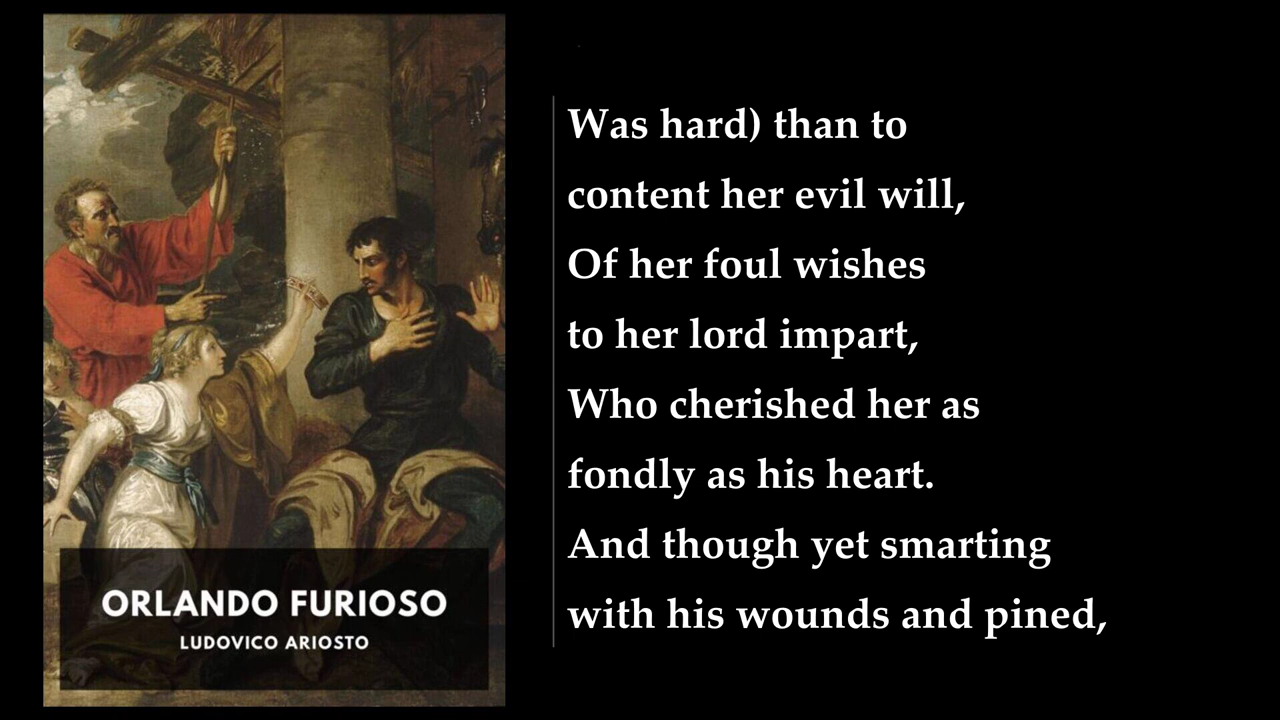 ORLANDO FURIOSO
LUDOVICO ARIOSTO
Was hard) than to
content her evil will,
Of her foul wishes
to her lord impart,
Who cherished her as
fondly as his heart.
And though yet smarting
with his wounds and pined,